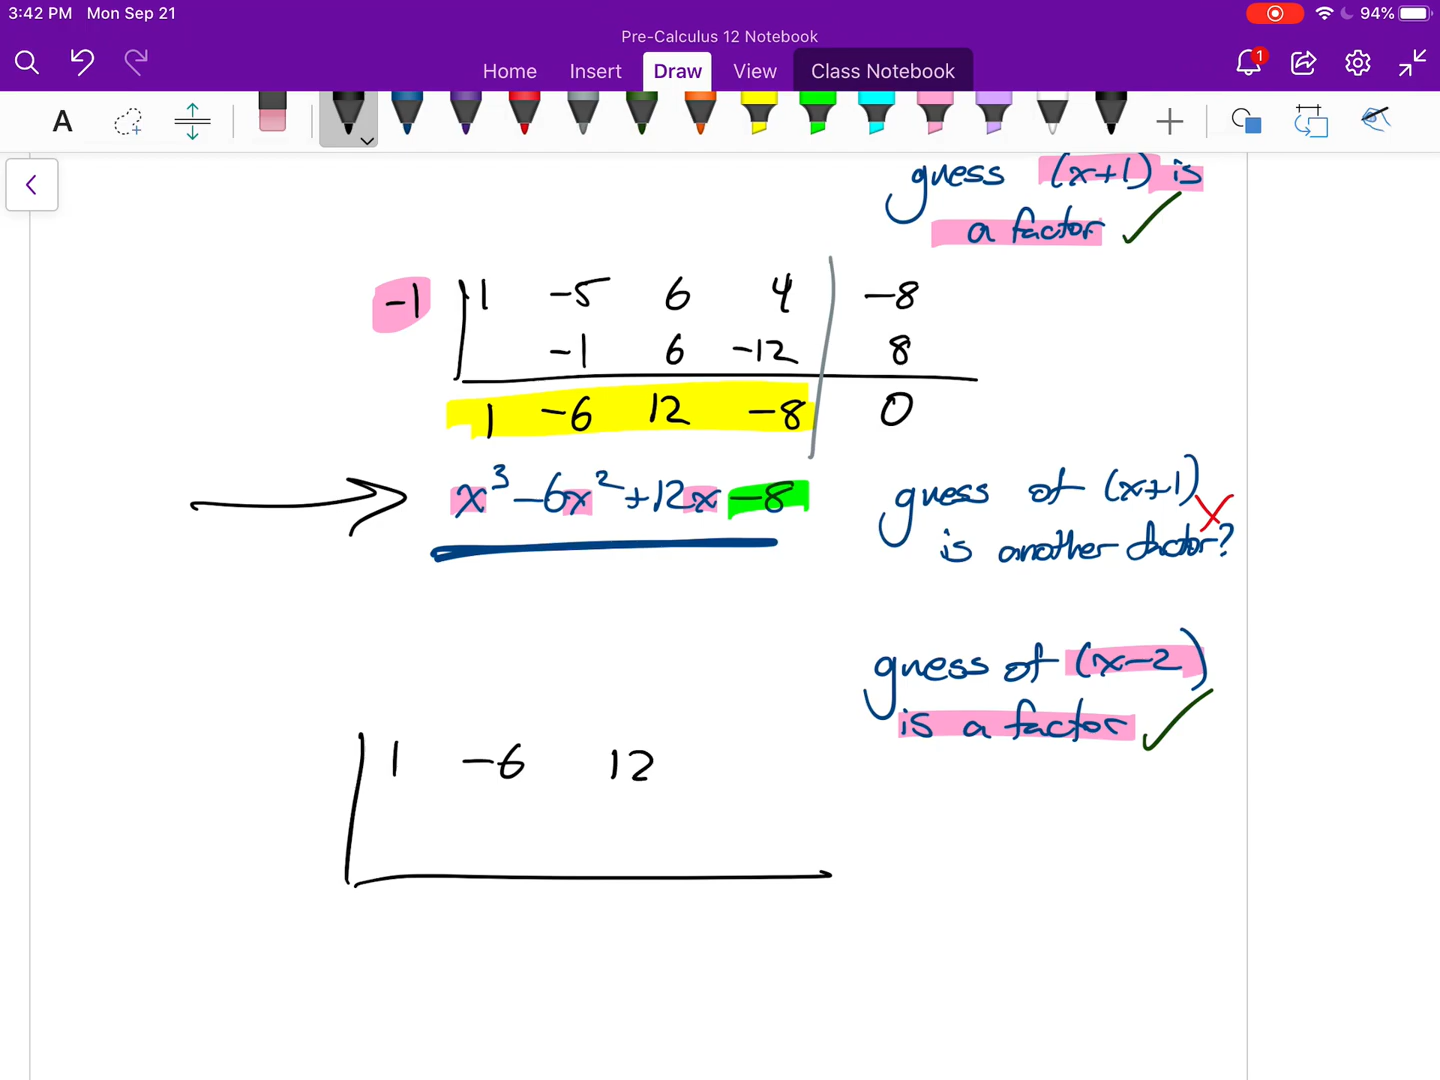 3:42 PM Mon Sep 21
94%
Pre-Calculus 12 Notebook
1
Home Insert Draw View Class Notebook
A
guess (x+1) is
a factor ✓
-1 1 -5 6 4 -8
-1 6 -12 8
1 -6 12 -8 0
x³ -6x² +12x -8
guess of (x+1)
is another factor?
guess of (x-2)
is a factor ✓
1 -6 12